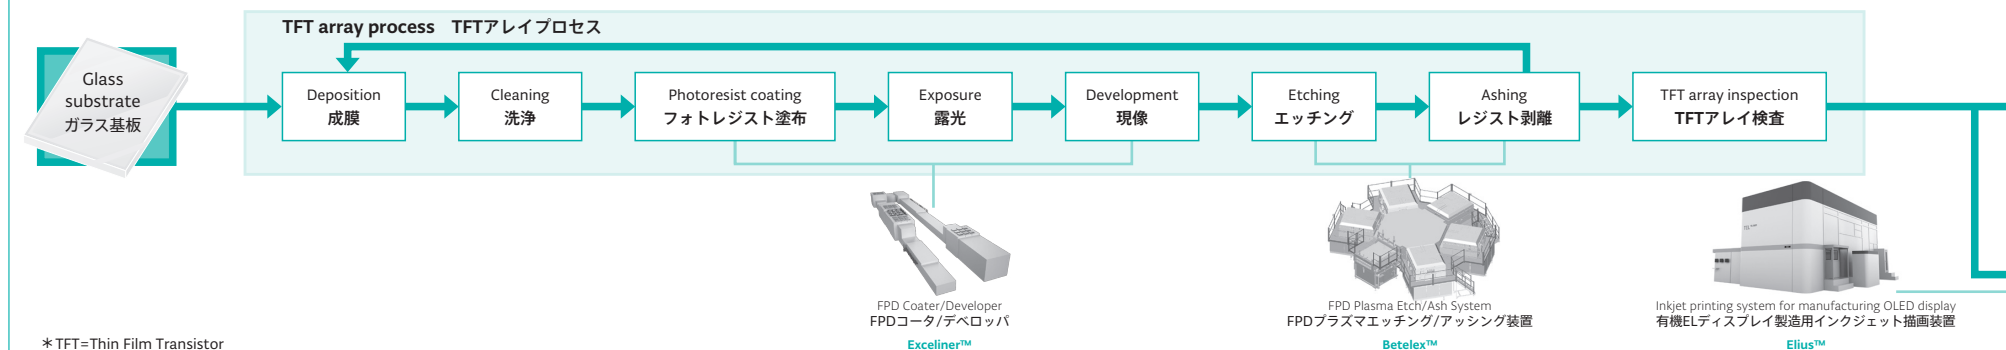 TFT array process TFTアレイプロセス
Glass
substrate
ガラス基板
Deposition
成膜
Cleaning
洗浄
Photoresist coating
フォトレジスト塗布
Exposure
露光
Development
現像
Etching
エッチング
Ashing
レジスト剥離
TFT array inspection
TFTアレイ検査
FPD Coater/Developer
FPDコータ/デベロッパ
Exceliner™
FPD Plasma Etch/Ash System
FPDプラズマエッチング/アッシング装置
Betelex™
Inkjet printing system for manufacturing OLED display
有機ELディスプレイ製造用インクジェット描画装置
Elius™
＊TFT=Thin Film Transistor